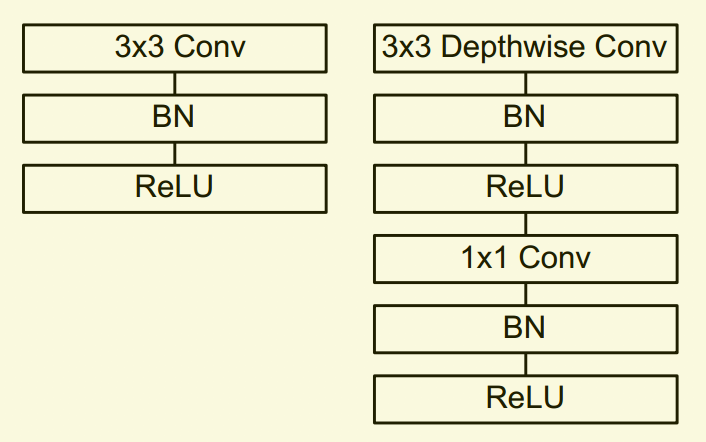 3x3 Conv
BN
ReLU
3x3 Depthwise Conv
BN
ReLU
1x1 Conv
BN
ReLU